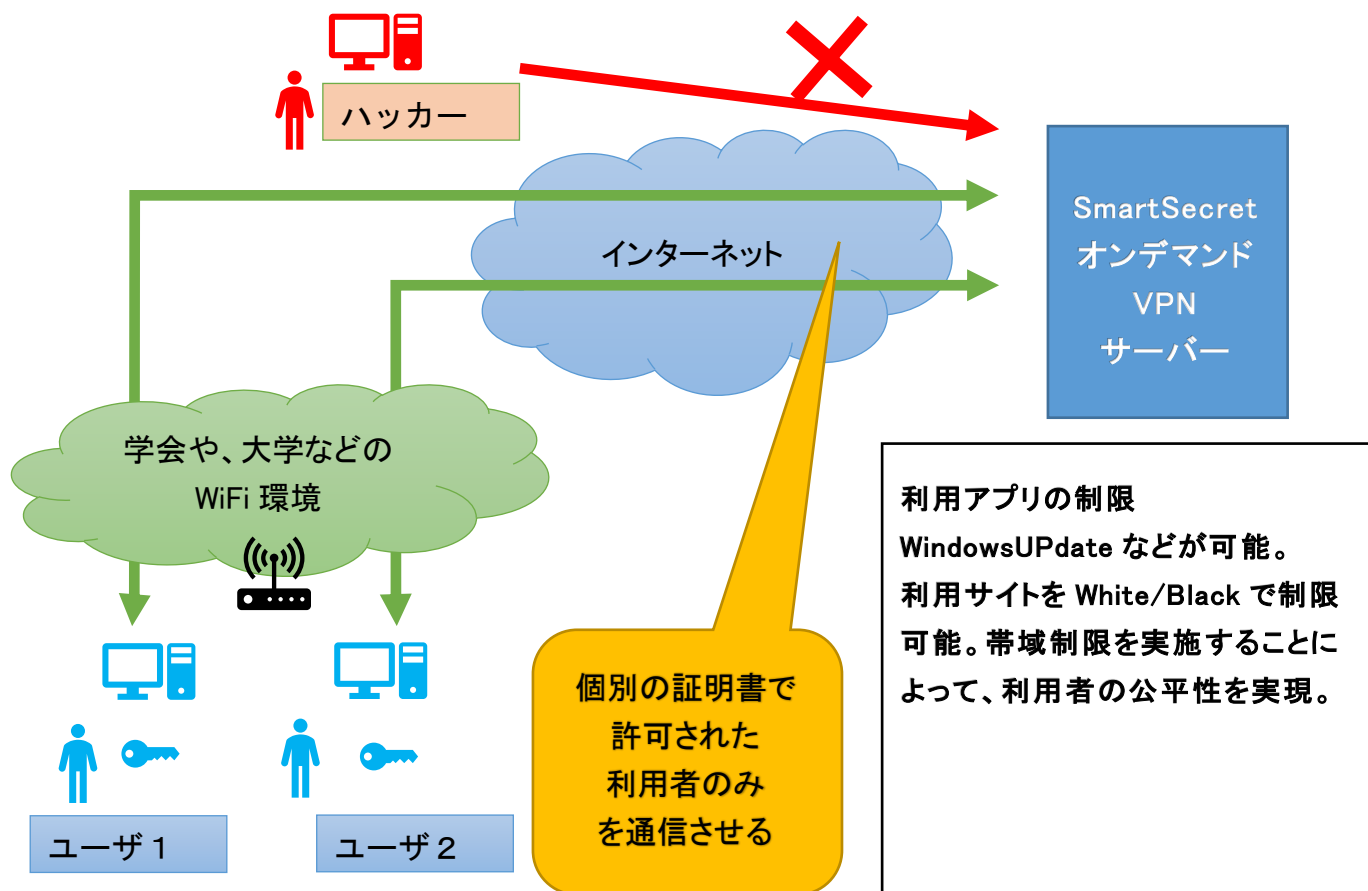 ハッカー
SmartSecret
オンデマンド
VPN
サーバー
インターネット
学会や、大学などの
WiFi 環境
利用アプリの制限
WindowsUPdate などが可能。
利用サイトを White/Black で制限
可能。帯域制限を実施することに
よって、利用者の公平性を実現。
個別の証明書で
許可された
利用者のみ
を通信させる
ユーザ１
ユーザ２